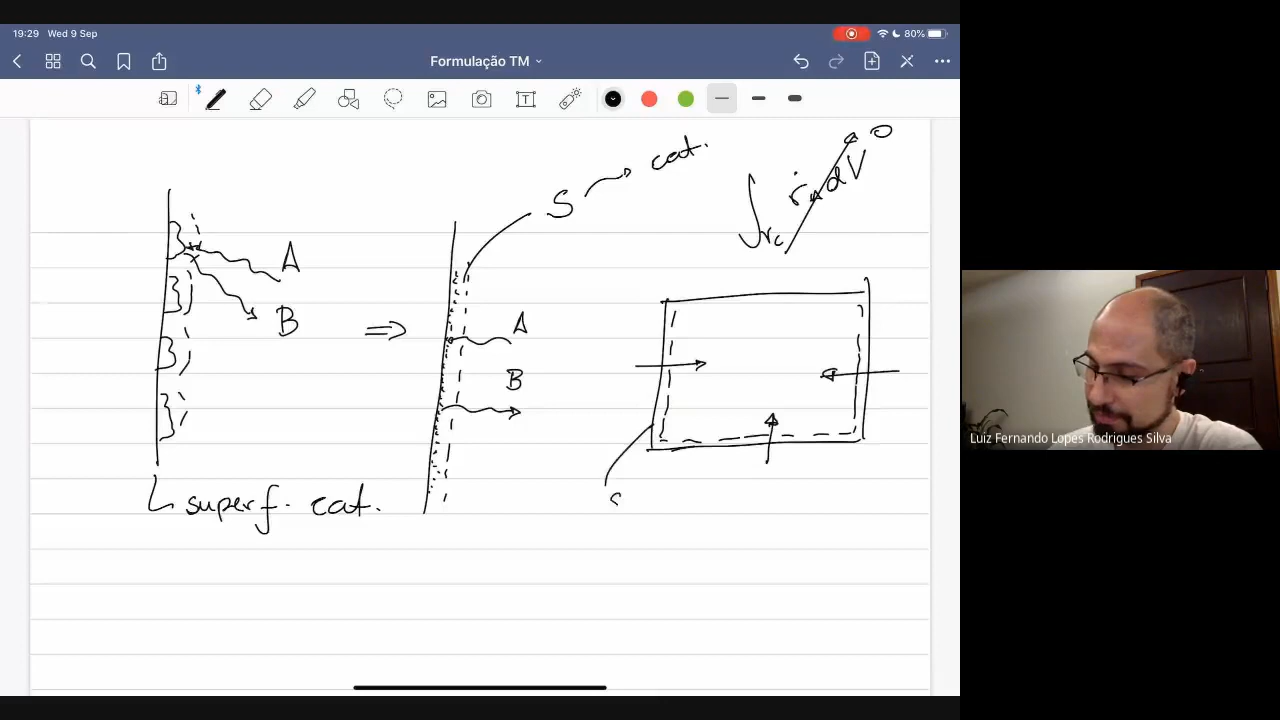 19:29 Wed 9 Sep
80%
Formulação TM
T
S
cat.
∫vc ṙA dV 0
A
B
⇒
A
B
superf. cat.
Luiz Fernando Lopes Rodrigues Silva